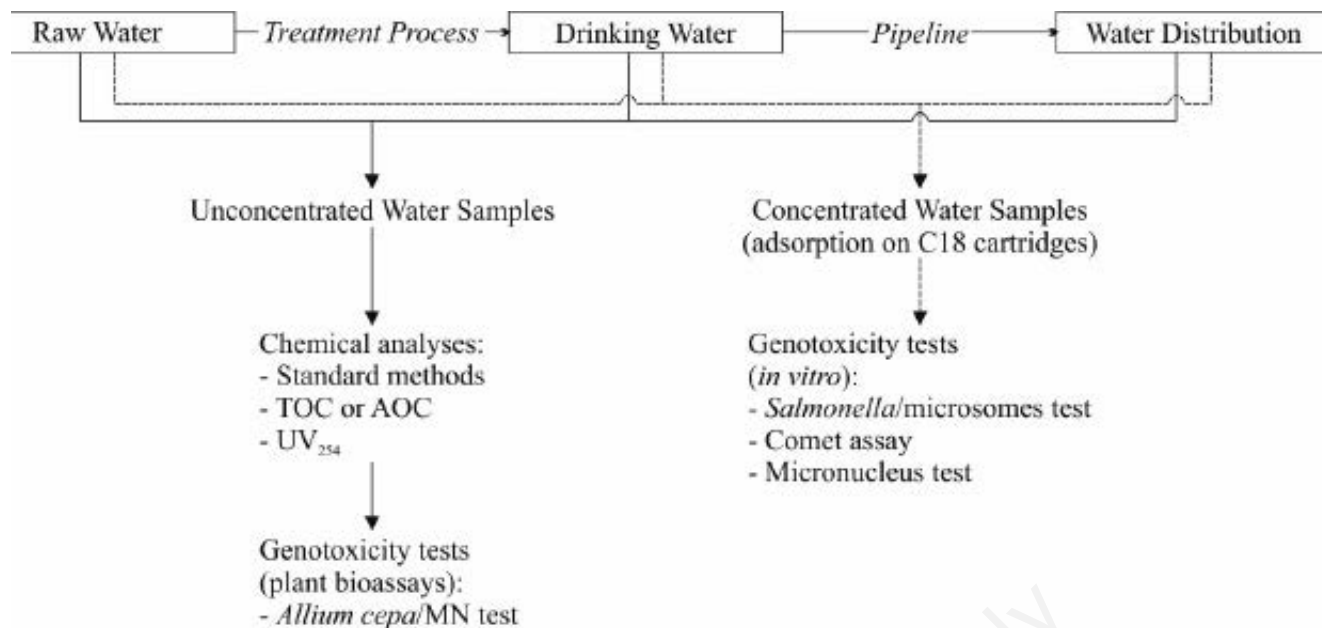 Raw Water
Treatment Process
Drinking Water
Pipeline
Water Distribution
Unconcentrated Water Samples
Concentrated Water Samples
(adsorption on C18 cartridges)
Chemical analyses:
- Standard methods
- TOC or AOC
- UV₂₅₄
Genotoxicity tests
(in vitro):
- Salmonella/microsomes test
- Comet assay
- Micronucleus test
Genotoxicity tests
(plant bioassays):
- Allium cepa/MN test